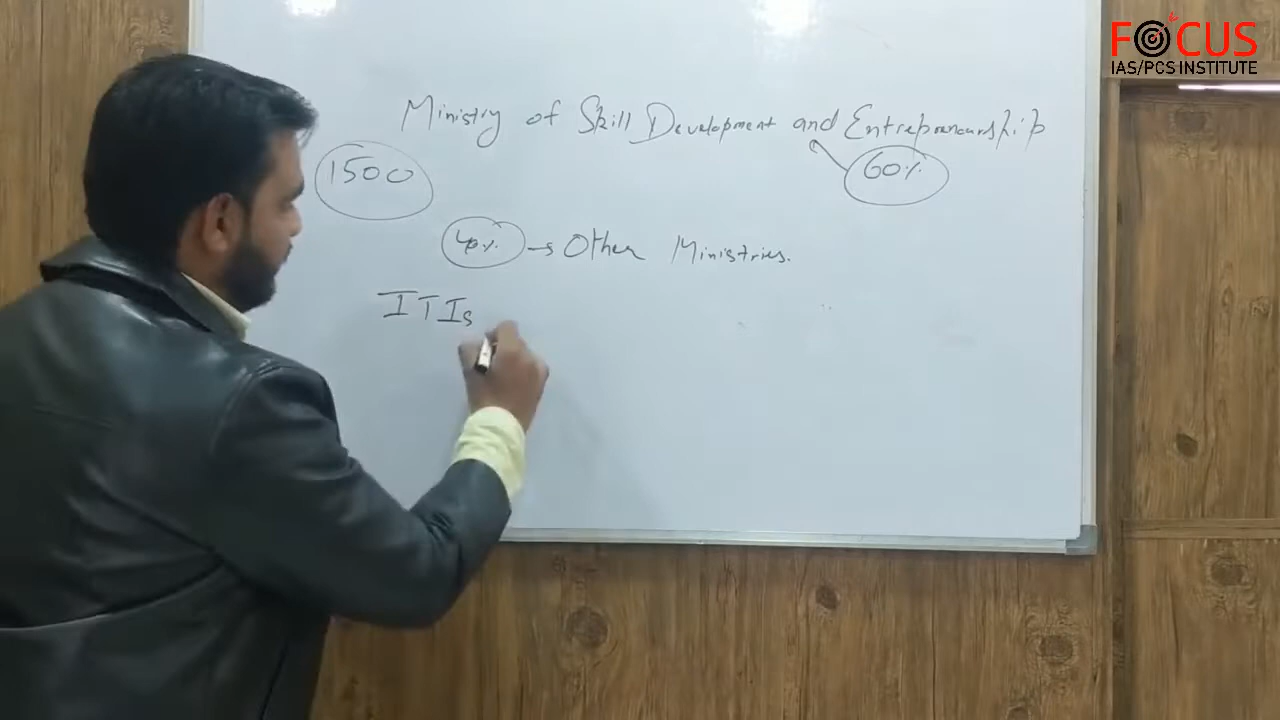 FOCUS
IAS/PCS INSTITUTE
Ministry of Skill Development and Entrepreneurship
1500
60%
40% → Other Ministries.
ITIs